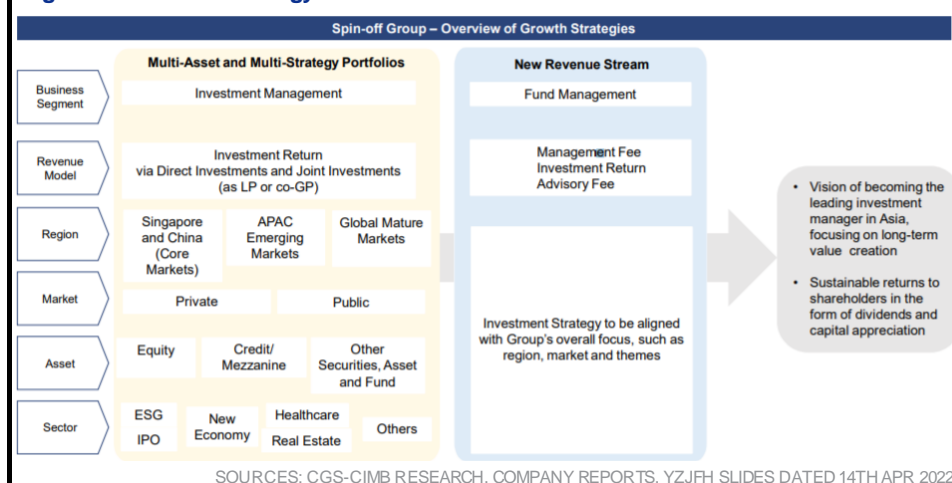 Spin-off Group – Overview of Growth Strategies
Multi-Asset and Multi-Strategy Portfolios
New Revenue Stream
Business
Segment
Investment Management
Fund Management
Revenue
Model
Investment Return
via Direct Investments and Joint Investments
(as LP or co-GP)
Management Fee
Investment Return
Advisory Fee
Region
Singapore
and China
(Core
Markets)
APAC
Emerging
Markets
Global Mature
Markets
Market
Private
Public
Asset
Equity
Credit/
Mezzanine
Other
Securities, Asset
and Fund
Sector
ESG
IPO
New
Economy
Healthcare
Real Estate
Others
Investment Strategy to be aligned
with Group's overall focus, such as
region, market and themes
• Vision of becoming the
leading investment
manager in Asia,
focusing on long-term
value creation
• Sustainable returns to
shareholders in the
form of dividends and
capital appreciation
SOURCES: CGS-CIMB RESEARCH, COMPANY REPORTS, YZJFH SLIDES DATED 14TH APR 2022